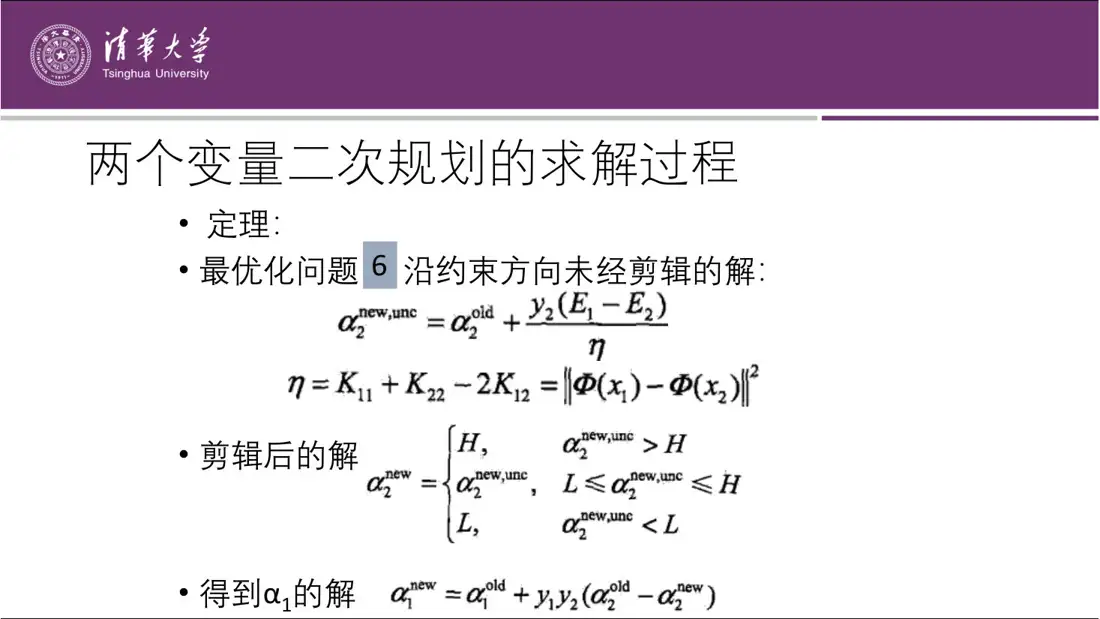 清华大学
Tsinghua University
两个变量二次规划的求解过程
• 定理：
• 最优化问题 6 沿约束方向未经剪辑的解：
α₂^{new,unc} = α₂^{old} + y₂(E₁ − E₂) / η
η = K₁₁ + K₂₂ − 2K₁₂ = ‖Φ(x₁) − Φ(x₂)‖²
• 剪辑后的解
α₂^{new} = { H, α₂^{new,unc} > H
α₂^{new,unc}, L ⩽ α₂^{new,unc} ⩽ H
L, α₂^{new,unc} < L
• 得到α₁的解 α₁^{new} = α₁^{old} + y₁y₂(α₂^{old} − α₂^{new})